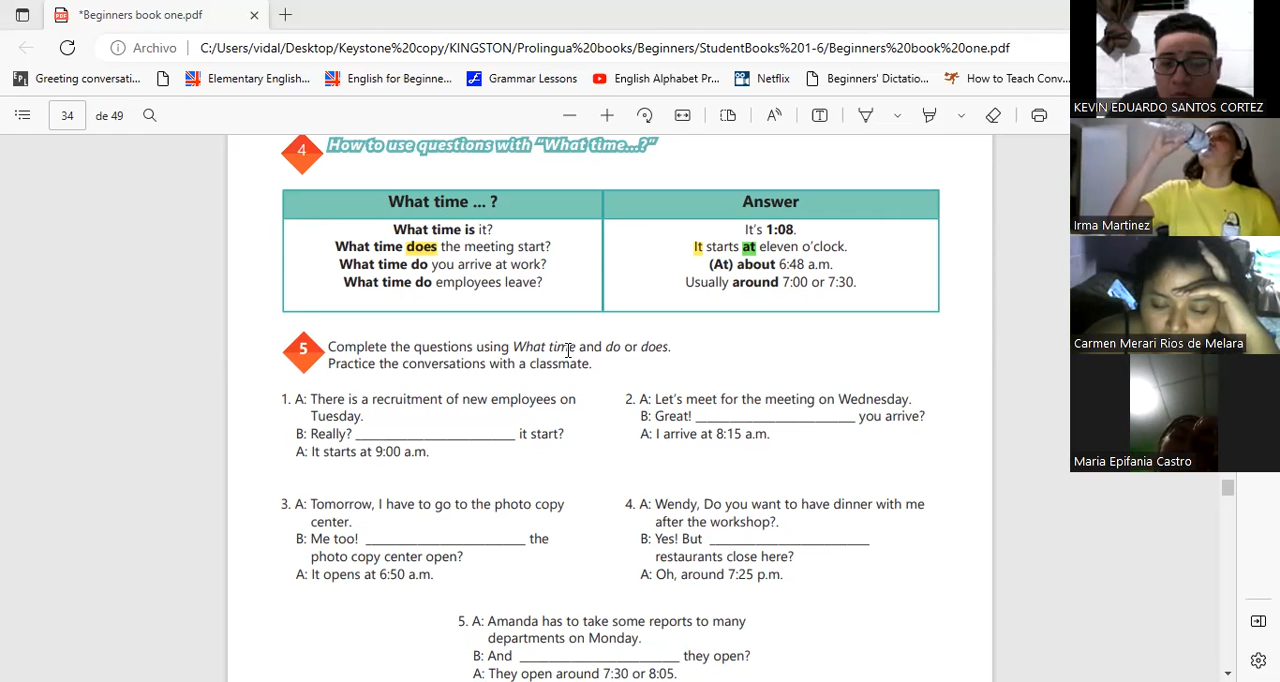 *Beginners book one.pdf
Archivo C:/Users/vidal/Desktop/Keystone%20copy/KINGSTON/Prolingua%20books/Beginners/StudentBooks%201-6/Beginners%20book%20one.pdf
Greeting conversati... Elementary English... English for Beginne... Grammar Lessons English Alphabet Pr... Netflix Beginners' Dictatio... How to Teach Conv...
34 de 49
4 How to use questions with “What time...?”
What time ... ? Answer
What time is it? It's 1:08.
What time does the meeting start? It starts at eleven o'clock.
What time do you arrive at work? (At) about 6:48 a.m.
What time do employees leave? Usually around 7:00 or 7:30.
5 Complete the questions using What time and do or does.
Practice the conversations with a classmate.
1. A: There is a recruitment of new employees on
Tuesday.
B: Really? ____________________ it start?
A: It starts at 9:00 a.m.
2. A: Let's meet for the meeting on Wednesday.
B: Great! ____________________ you arrive?
A: I arrive at 8:15 a.m.
3. A: Tomorrow, I have to go to the photo copy
center.
B: Me too! ____________________ the
photo copy center open?
A: It opens at 6:50 a.m.
4. A: Wendy, Do you want to have dinner with me
after the workshop?.
B: Yes! But ____________________
restaurants close here?
A: Oh, around 7:25 p.m.
5. A: Amanda has to take some reports to many
departments on Monday.
B: And ____________________ they open?
A: They open around 7:30 or 8:05.
KEVIN EDUARDO SANTOS CORTEZ
Irma Martinez
Carmen Merari Rios de Melara
Maria Epifania Castro